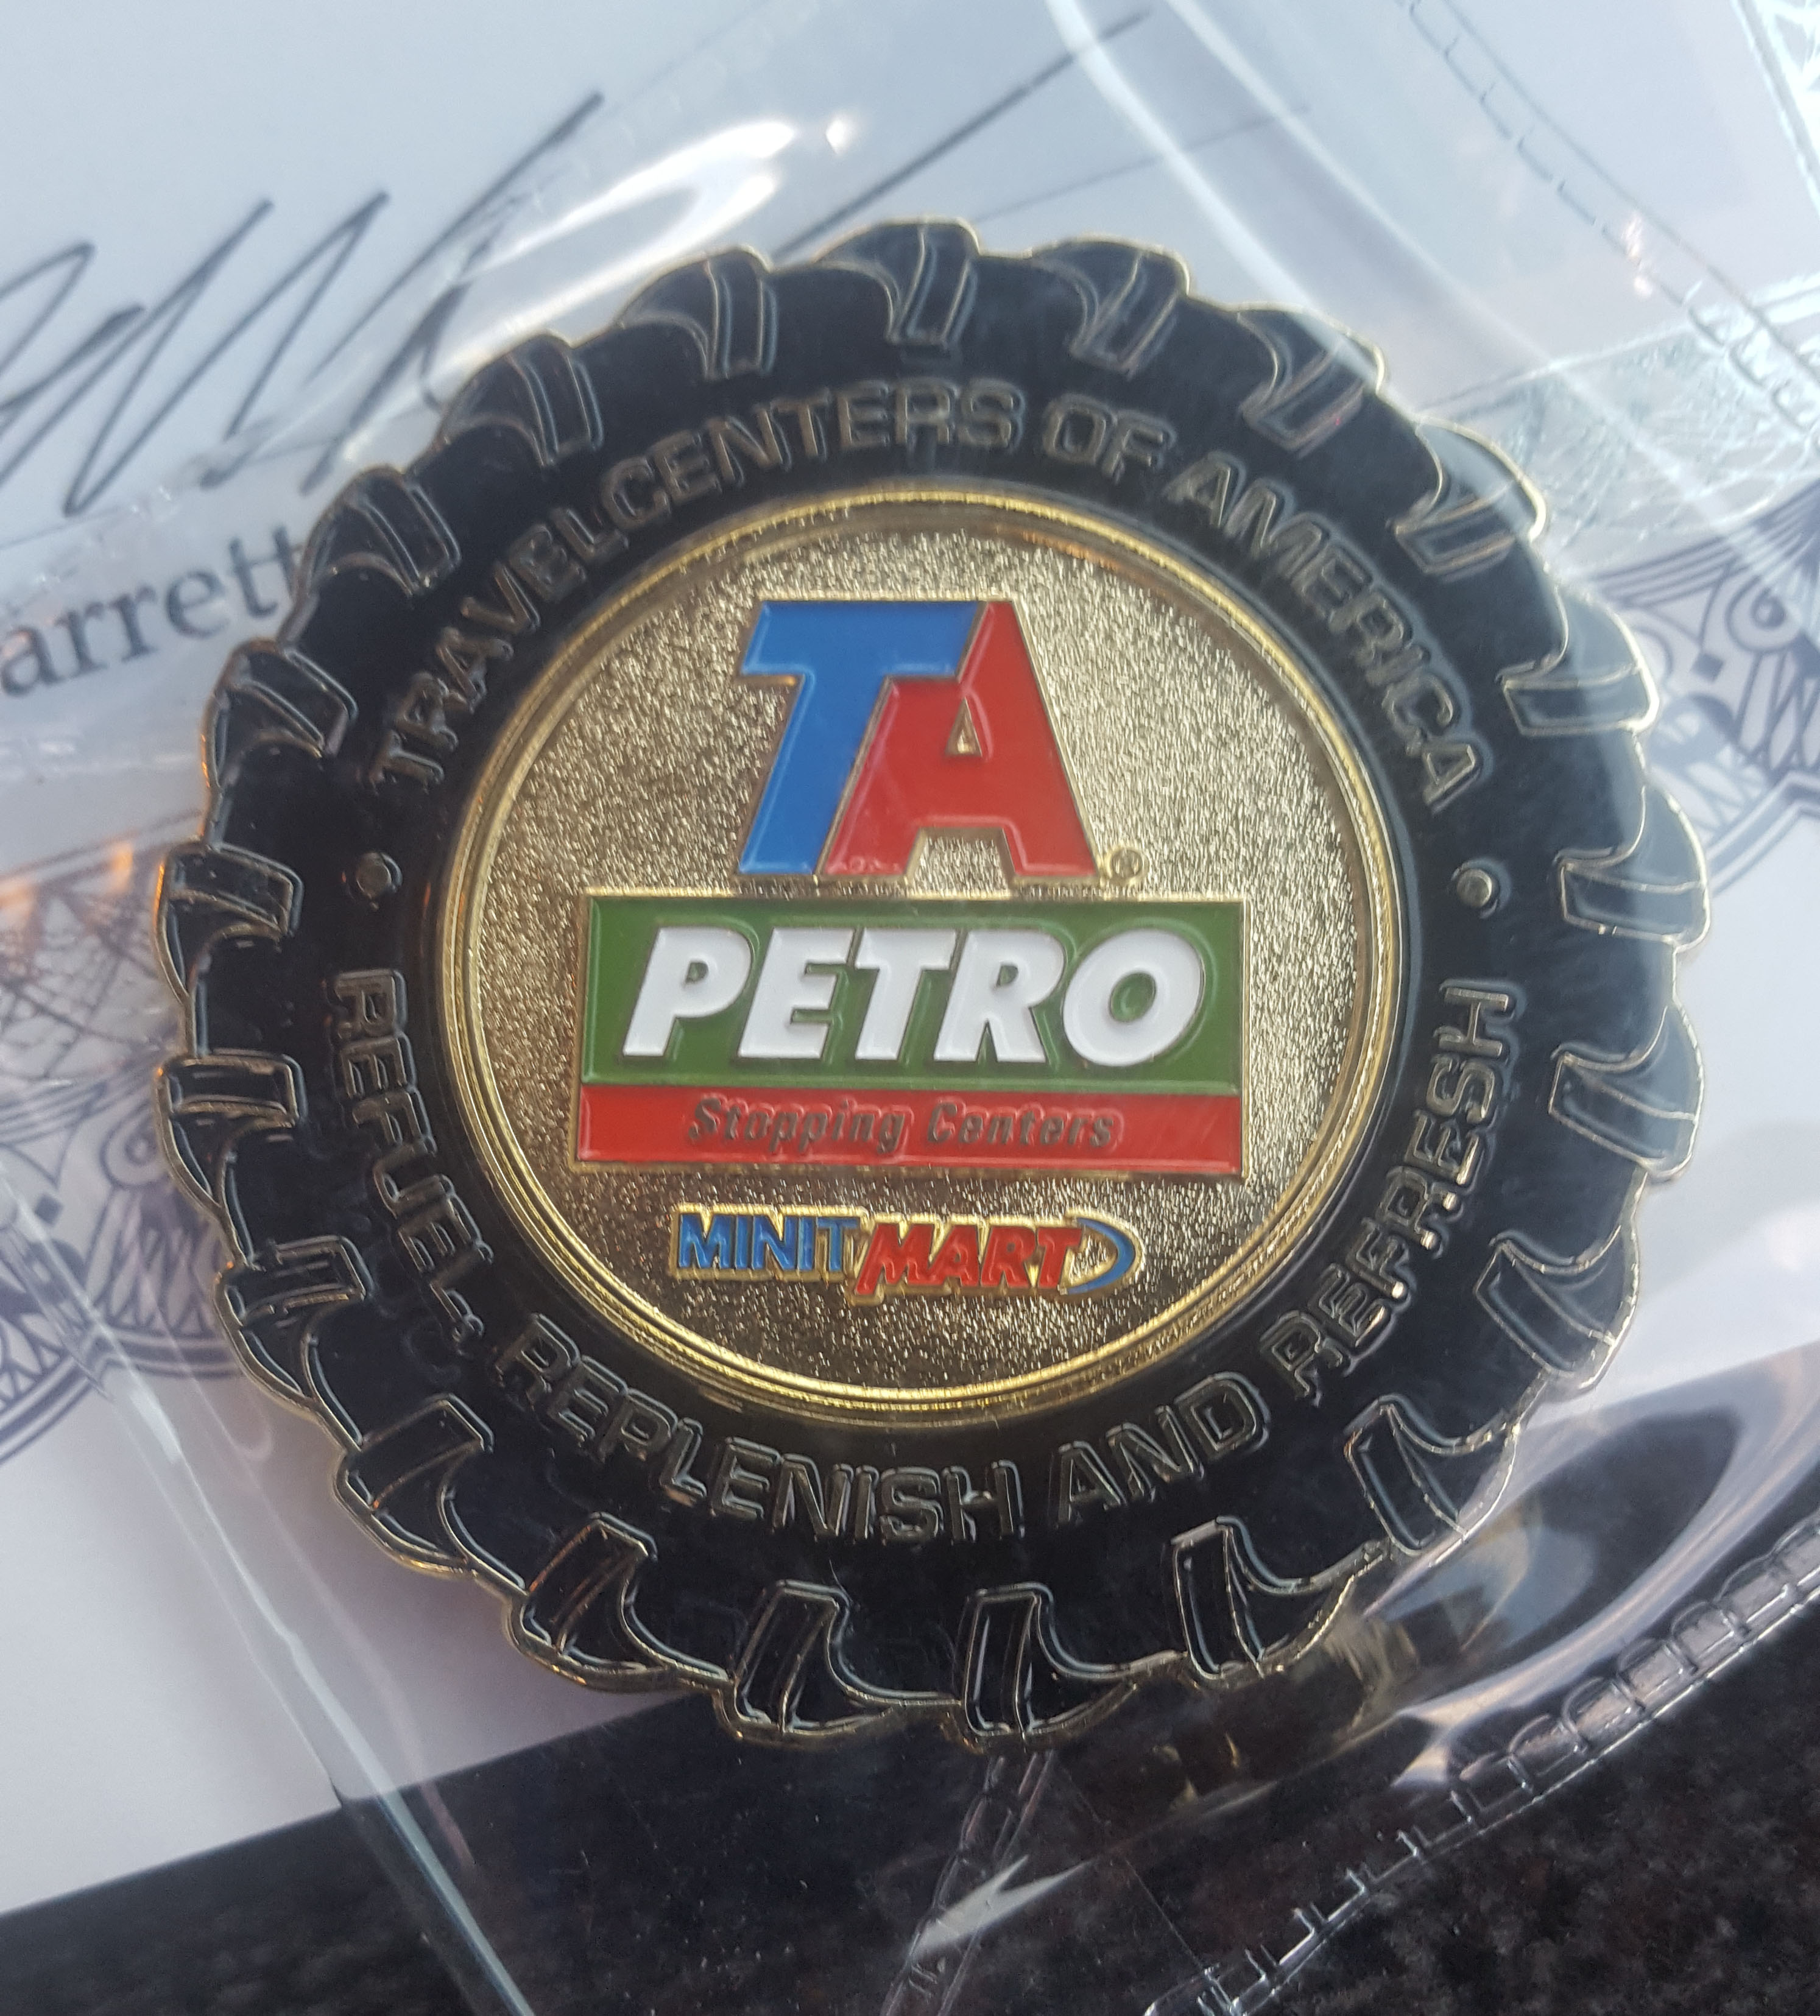 TRAVELCENTERS OF AMERICA
TA®
PETRO
Stopping Centers
MINIT MART
REFUEL, REPLENISH AND REFRESH
arrett